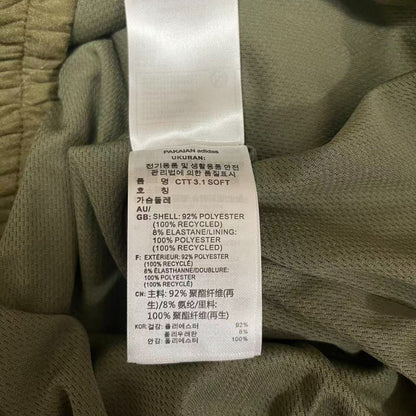 PAKAIAN adidas
UKURAN:
전기용품 및 생활용품 안전
관리법에 의한 품질표시
품 명 CTT 3.1 SOFT
호 칭
가슴둘레
AU/
GB: SHELL: 92% POLYESTER
(100% RECYCLED)
8% ELASTANE/LINING:
100% POLYESTER
(100% RECYCLED)
F: EXTÉRIEUR: 92% POLYESTER
(100% RECYCLÉ)
8% ÉLASTHANNE/DOUBLURE:
100% POLYESTER
(100% RECYCLÉ)
CN: 主料: 92% 聚酯纤维(再
生)/8% 氨纶/里料:
100% 聚酯纤维(再生)
KOR: 겉감: 폴리에스터 92%
폴리우레탄 8%
안감: 폴리에스터 100%